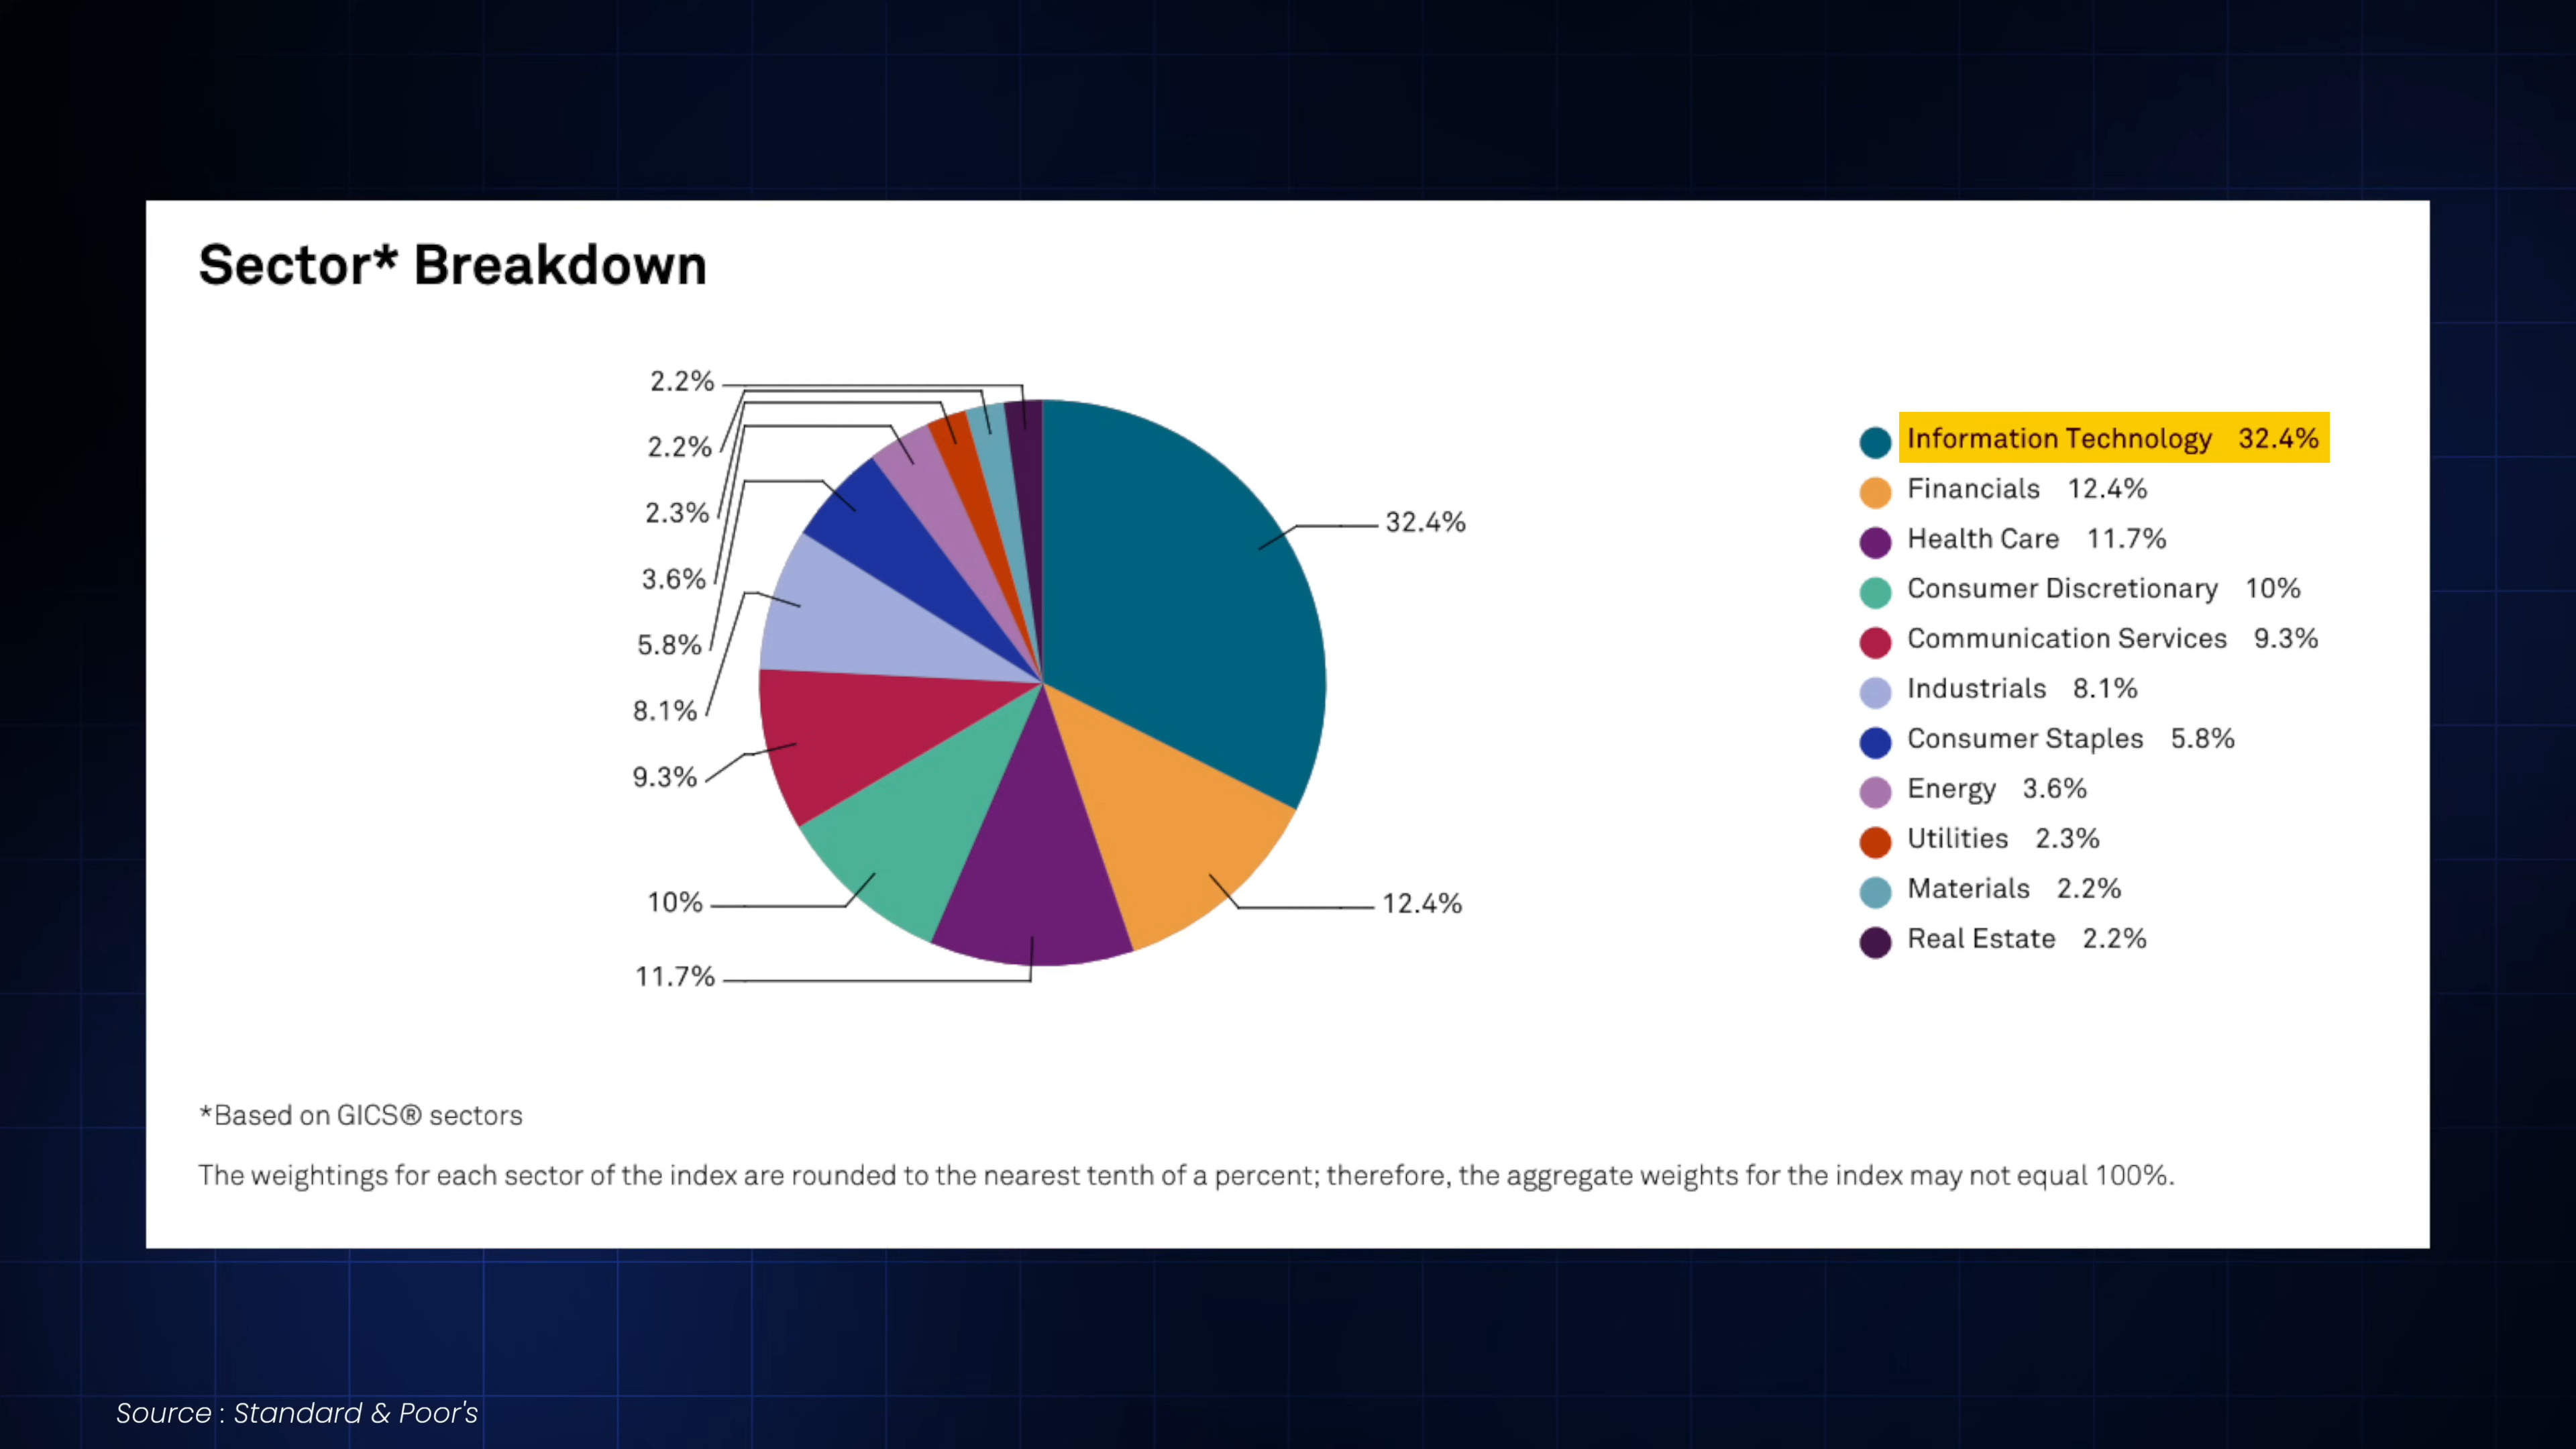 Sector* Breakdown
2.2%
2.2%
2.3%
3.6%
5.8%
8.1%
9.3%
10%
11.7%
32.4%
12.4%
Information Technology 32.4%
Financials 12.4%
Health Care 11.7%
Consumer Discretionary 10%
Communication Services 9.3%
Industrials 8.1%
Consumer Staples 5.8%
Energy 3.6%
Utilities 2.3%
Materials 2.2%
Real Estate 2.2%
*Based on GICS® sectors
The weightings for each sector of the index are rounded to the nearest tenth of a percent; therefore, the aggregate weights for the index may not equal 100%.
Source : Standard & Poor's